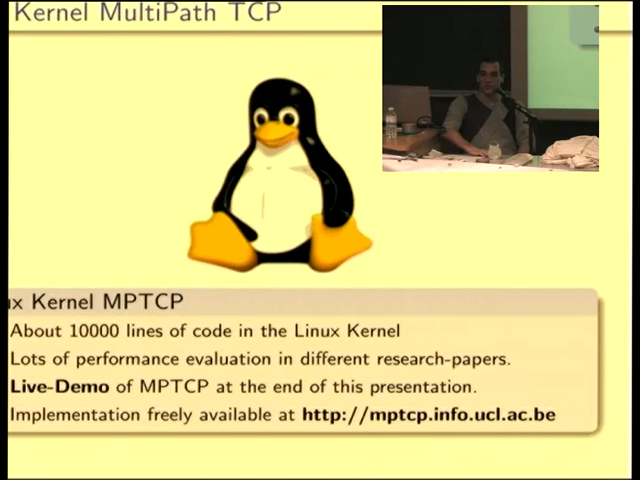 Kernel MultiPath TCP
ux Kernel MPTCP
About 10000 lines of code in the Linux Kernel
Lots of performance evaluation in different research-papers.
Live-Demo of MPTCP at the end of this presentation.
Implementation freely available at http://mptcp.info.ucl.ac.be